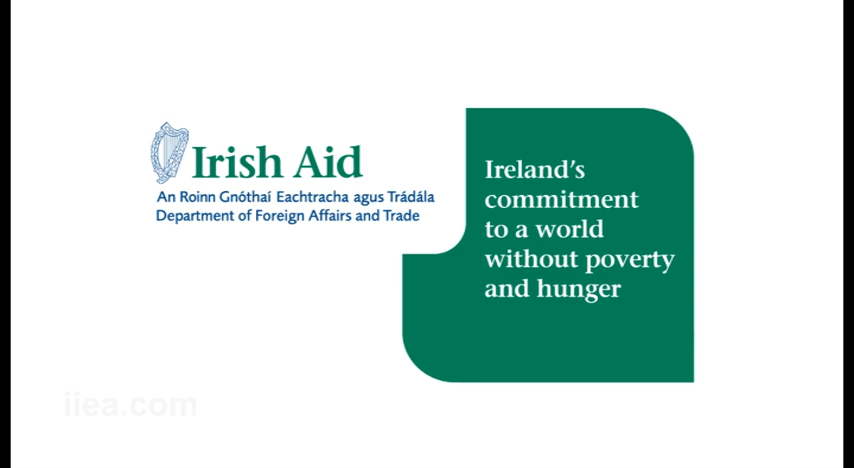 Irish Aid
An Roinn Gnóthaí Eachtracha agus Trádála
Department of Foreign Affairs and Trade
Ireland's
commitment
to a world
without poverty
and hunger
iiea.com